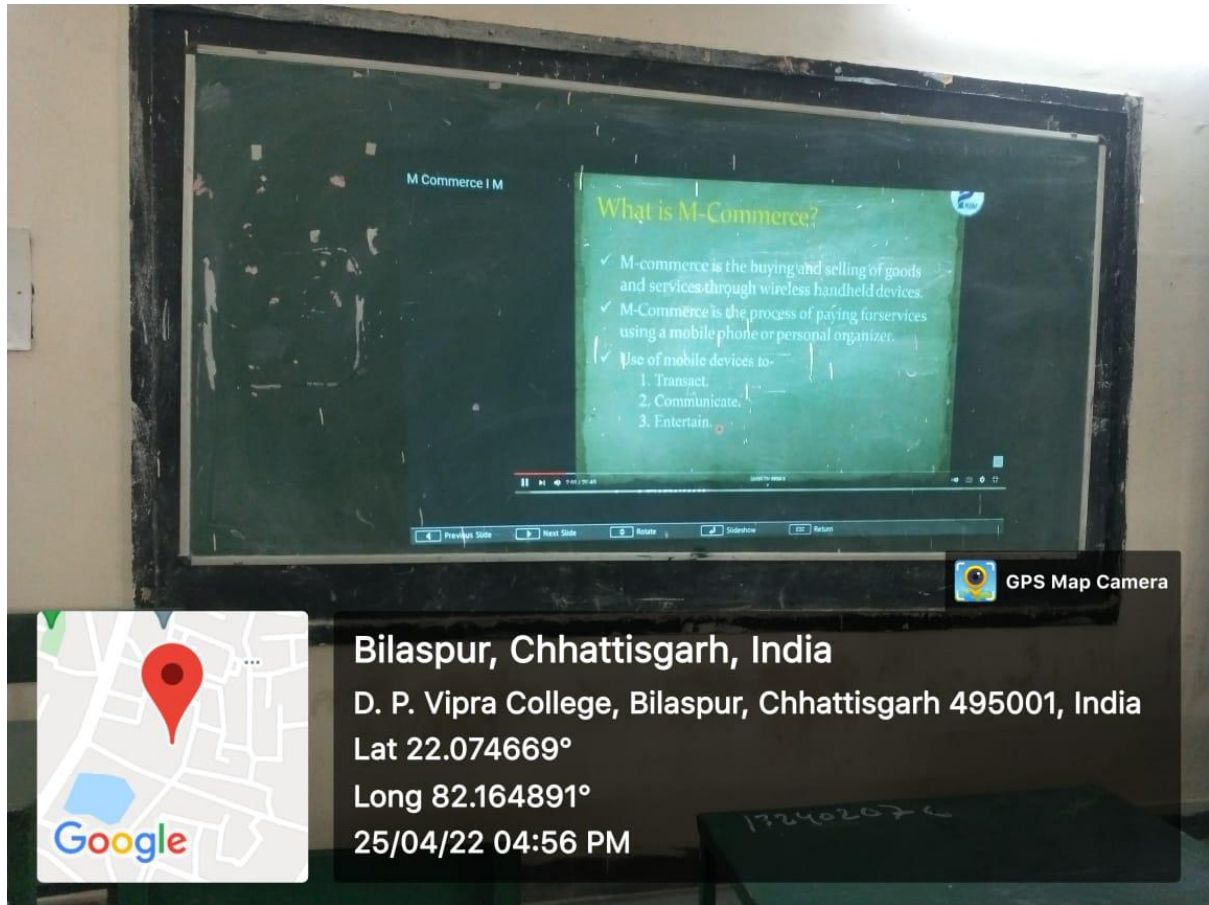 M Commerce I M
What is M-Commerce?
✓ M-commerce is the buying and selling of goods
and services through wireless handheld devices.
✓ M-Commerce is the process of paying forservices
using a mobile phone or personal organizer.
✓ Use of mobile devices to-
1. Transact.
2. Communicate.
3. Entertain.
Previous Slide
Next Slide
Rotate
Slideshow
ESC Return
GPS Map Camera
Bilaspur, Chhattisgarh, India
D. P. Vipra College, Bilaspur, Chhattisgarh 495001, India
Lat 22.074669°
Long 82.164891°
25/04/22 04:56 PM
Google